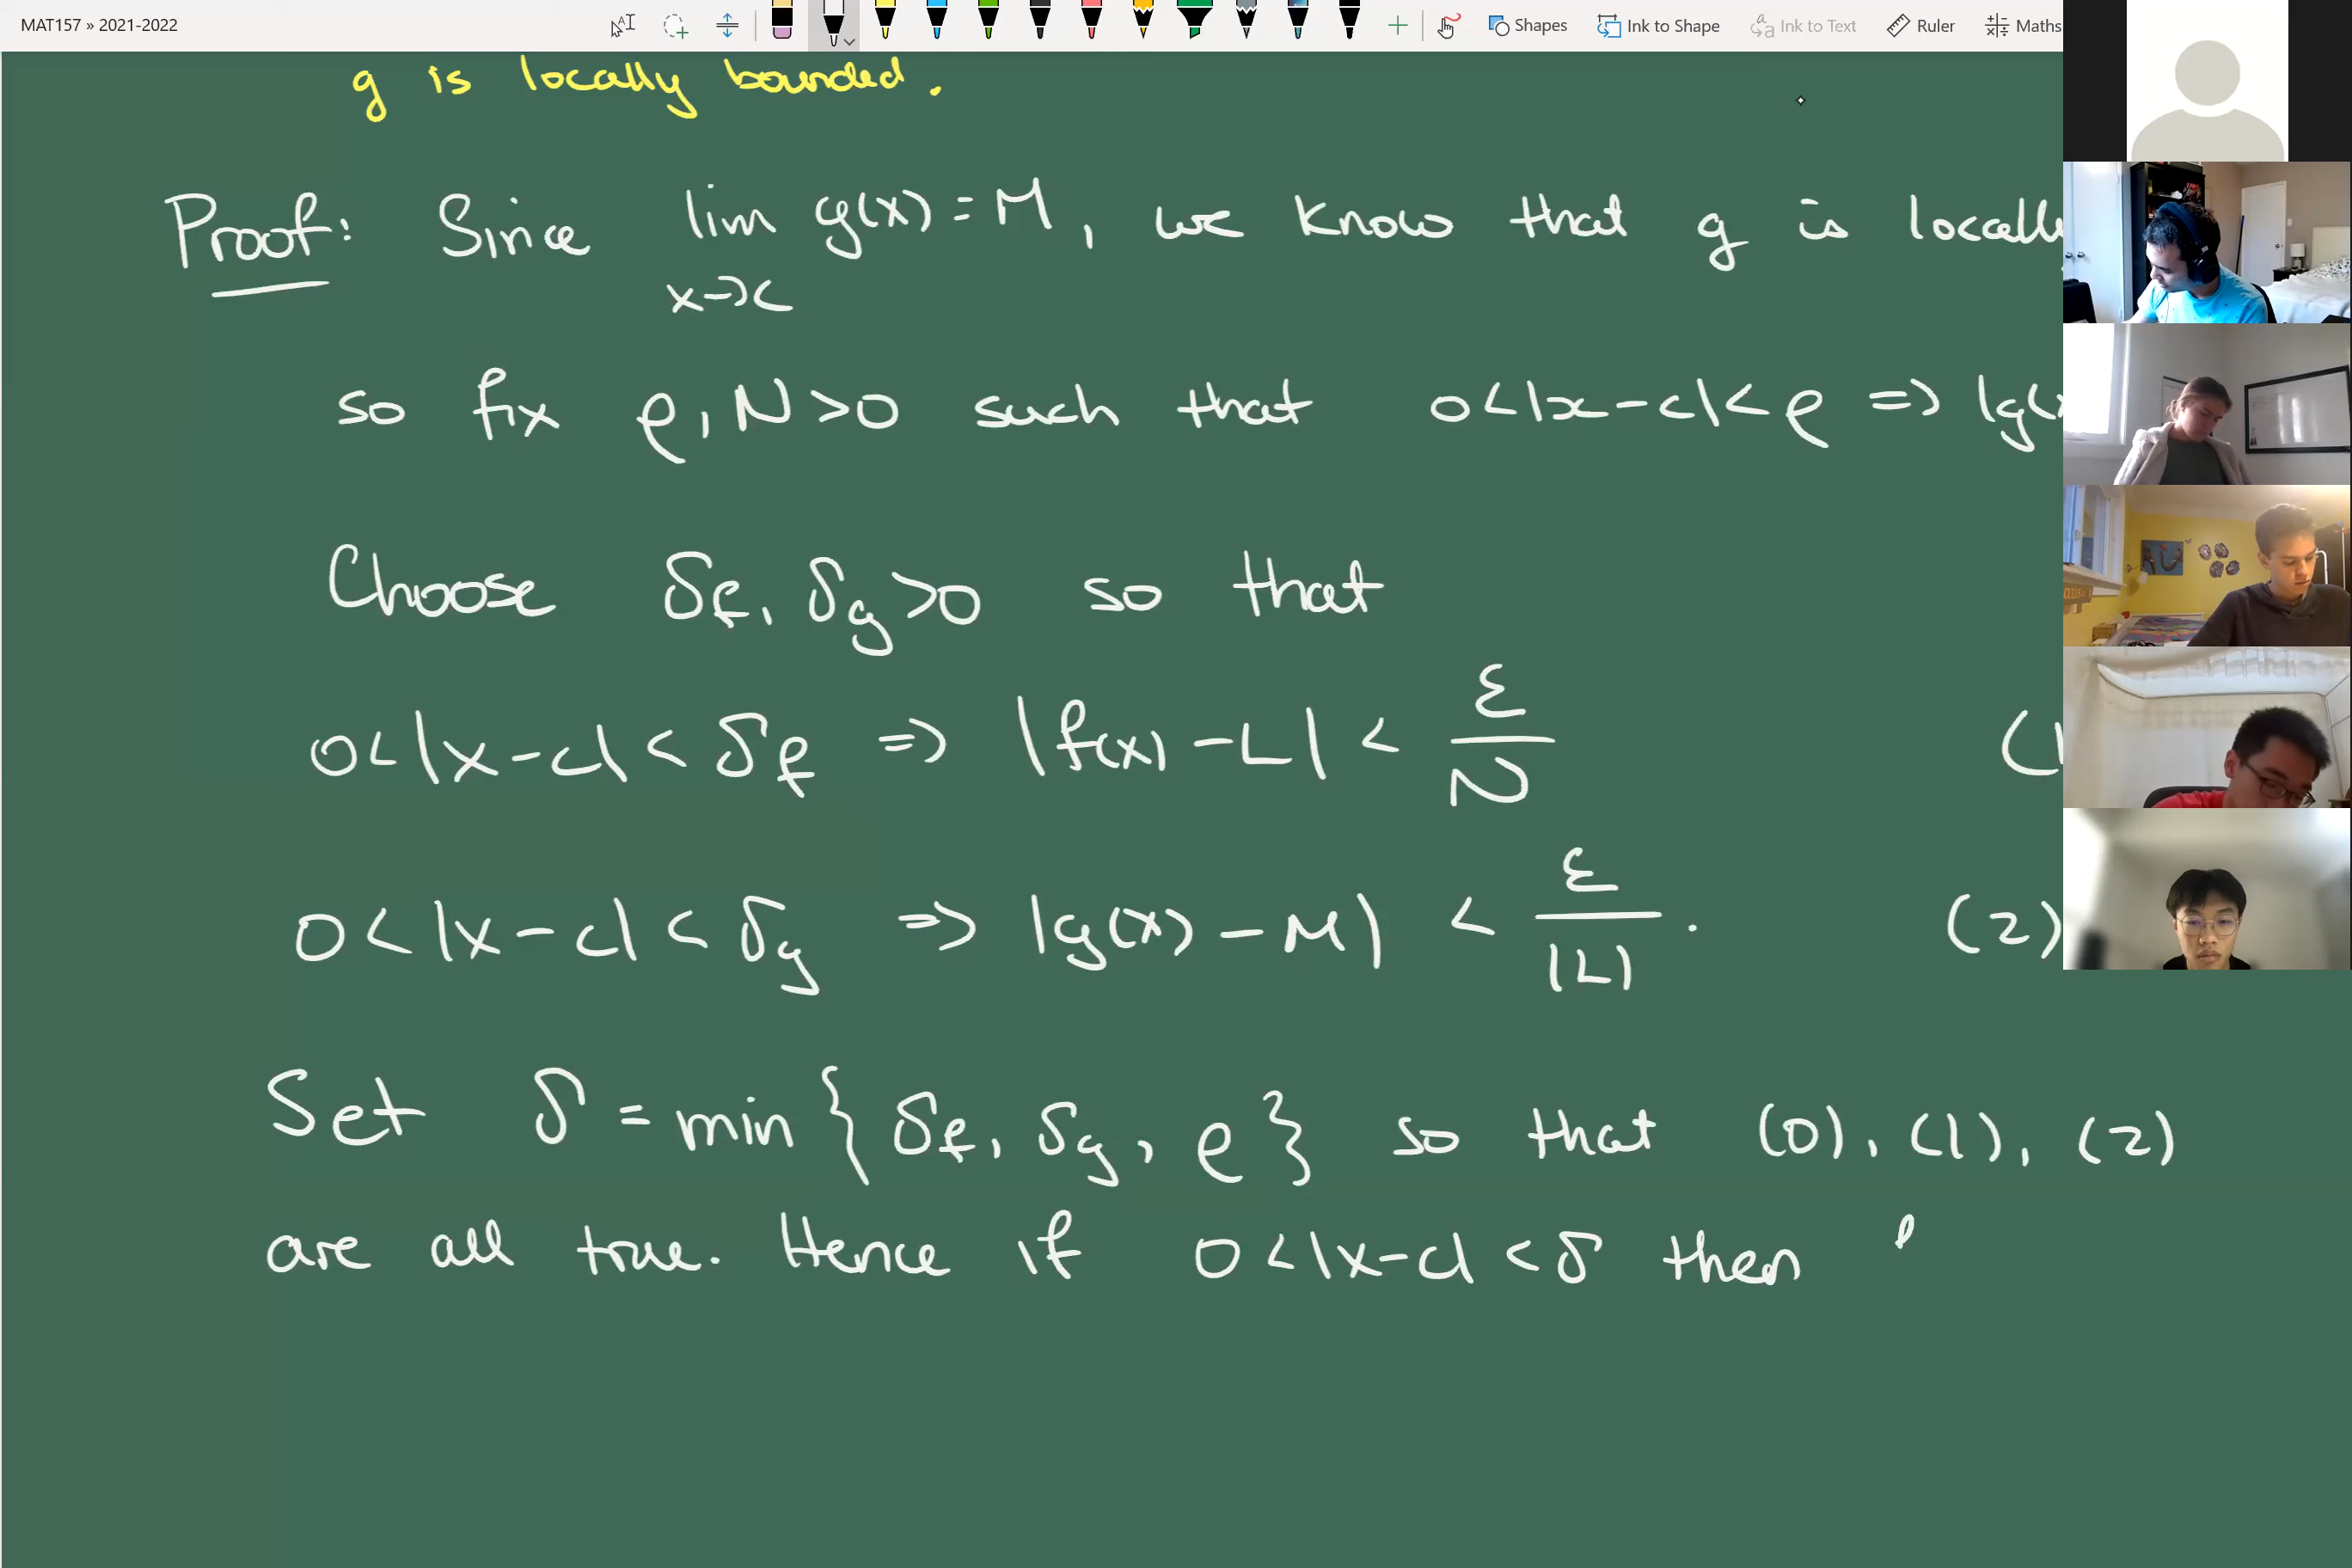 MAT157 » 2021-2022
Shapes
Ink to Shape
Ink to Text
Ruler
Maths
g is locally bounded.
Proof: Since lim g(x) = M, we know that g is locall
x→c
so fix ρ, N > 0 such that 0 < |x - c| < ρ ⇒ |g(
Choose δf, δg > 0 so that
0 < |x - c| < δf ⇒ |f(x) - L| < ε/N (1
0 < |x - c| < δg ⇒ |g(x) - M| < ε/|L| . (2)
Set δ = min { δf, δg, ρ } so that (0), (1), (2)
are all true. Hence if 0 < |x - c| < δ then